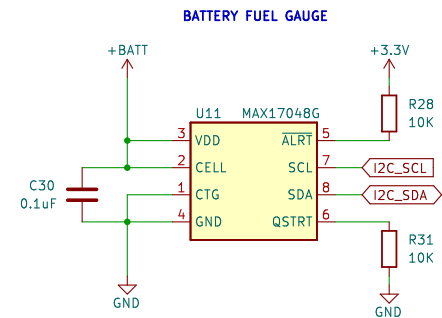 BATTERY FUEL GAUGE
+BATT
+3.3V
U11 MAX17048G
R28
10K
3 VDD
ALRT 5
2 CELL
SCL 7
I2C_SCL
C30
0.1uF
1 CTG
SDA 8
I2C_SDA
4 GND
QSTRT 6
R31
10K
GND
GND